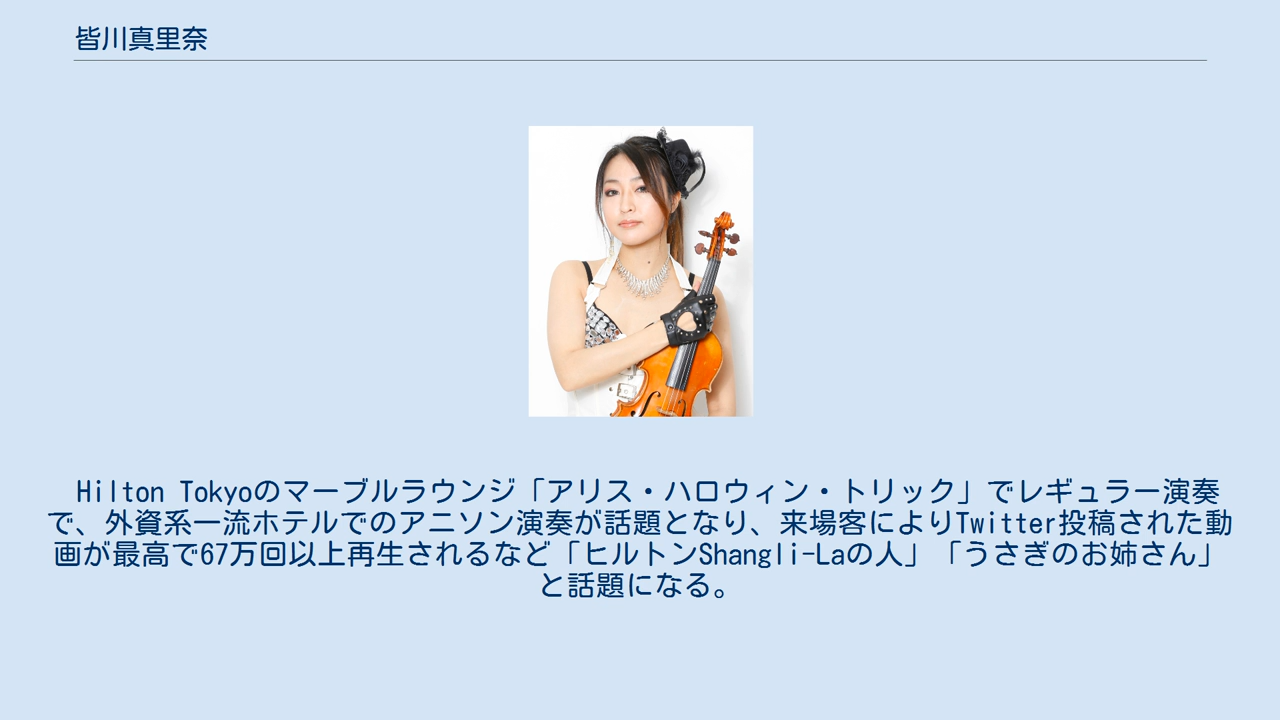 皆川真里奈
Hilton Tokyoのマーブルラウンジ「アリス・ハロウィン・トリック」でレギュラー演奏
で、外資系一流ホテルでのアニソン演奏が話題となり、来場客によりTwitter投稿された動
画が最高で67万回以上再生されるなど「ヒルトンShangli-Laの人」「うさぎのお姉さん」
と話題になる。